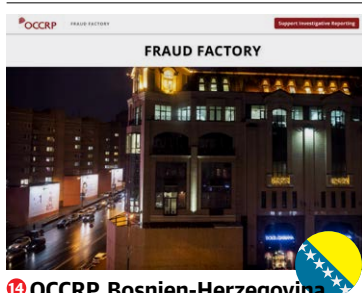 OCCRP FRAUD FACTORY Support Investigative Reporting
FRAUD FACTORY
14 OCCRP, Bosnien-Herzegovina